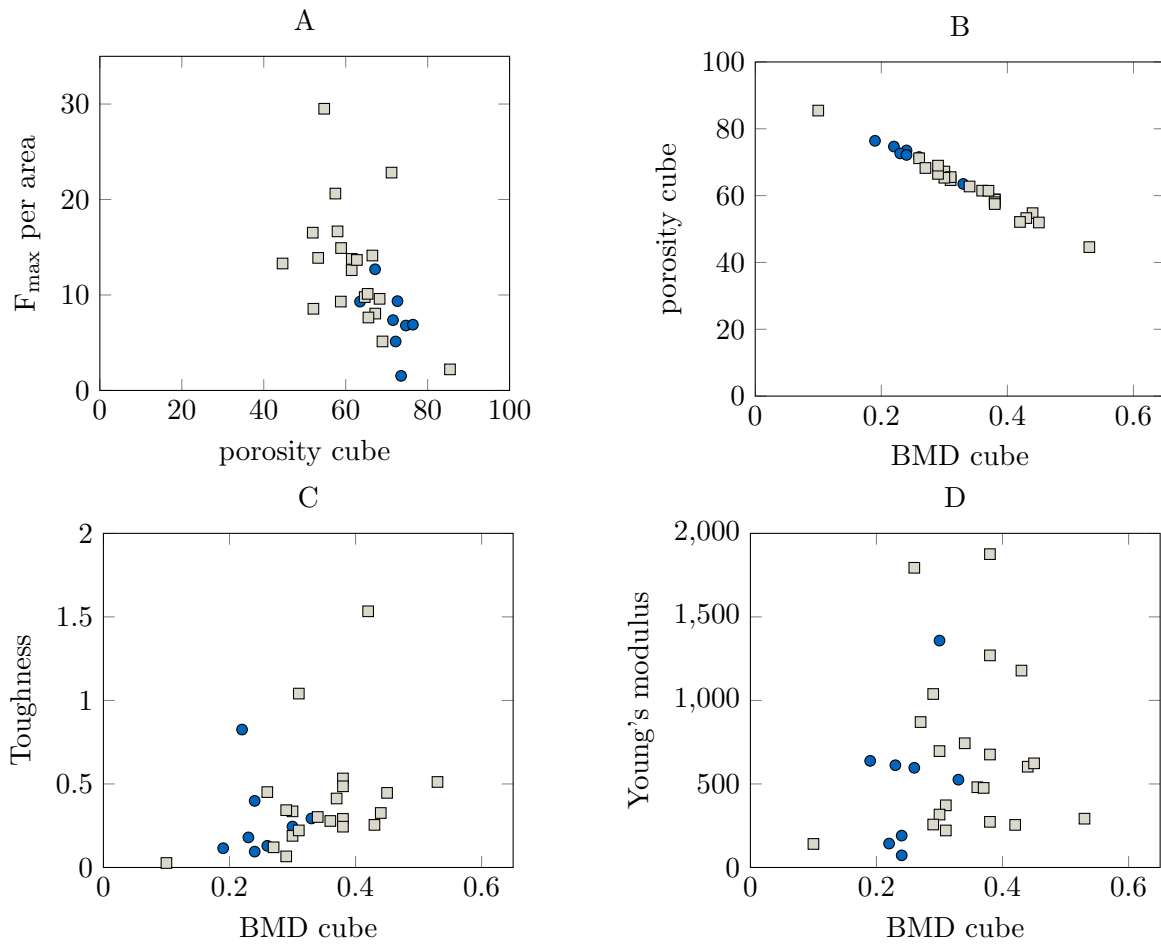 A
30
20
10
0
0 20 40 60 80 100
F_max per area
porosity cube
B
100
80
60
40
20
0
0 0.2 0.4 0.6
porosity cube
BMD cube
C
2
1.5
1
0.5
0
0 0.2 0.4 0.6
Toughness
BMD cube
D
2,000
1,500
1,000
500
0
0 0.2 0.4 0.6
Young's modulus
BMD cube